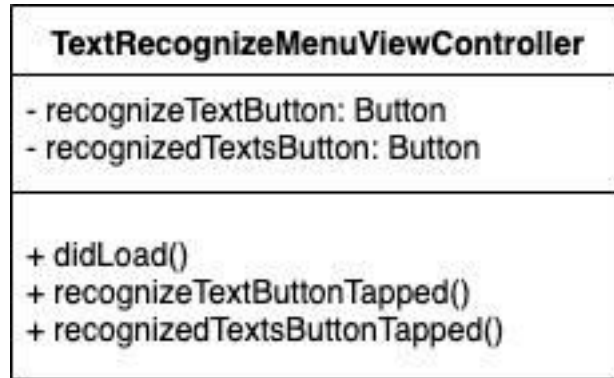 TextRecognizeMenuViewController
- recognizeTextButton: Button
- recognizedTextsButton: Button
+ didLoad()
+ recognizeTextButtonTapped()
+ recognizedTextsButtonTapped()